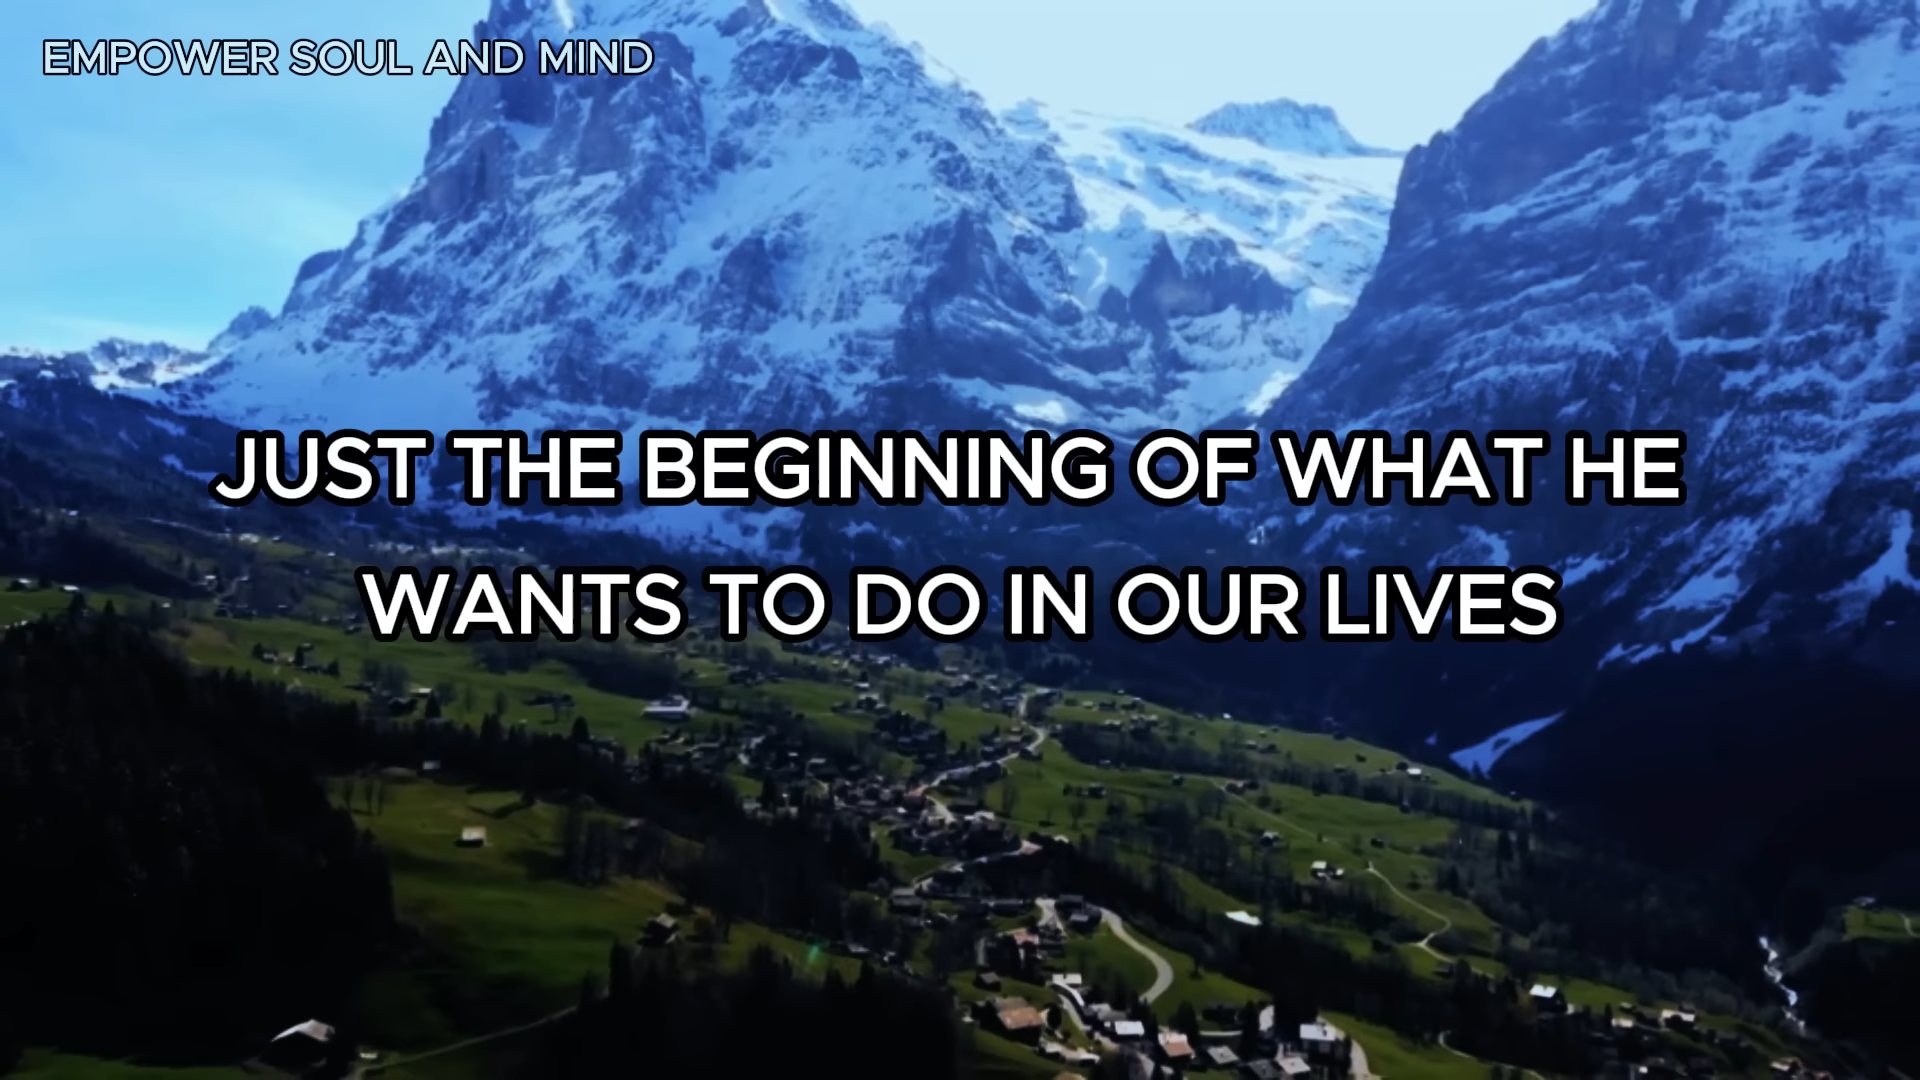 EMPOWER SOUL AND MIND
JUST THE BEGINNING OF WHAT HE
WANTS TO DO IN OUR LIVES